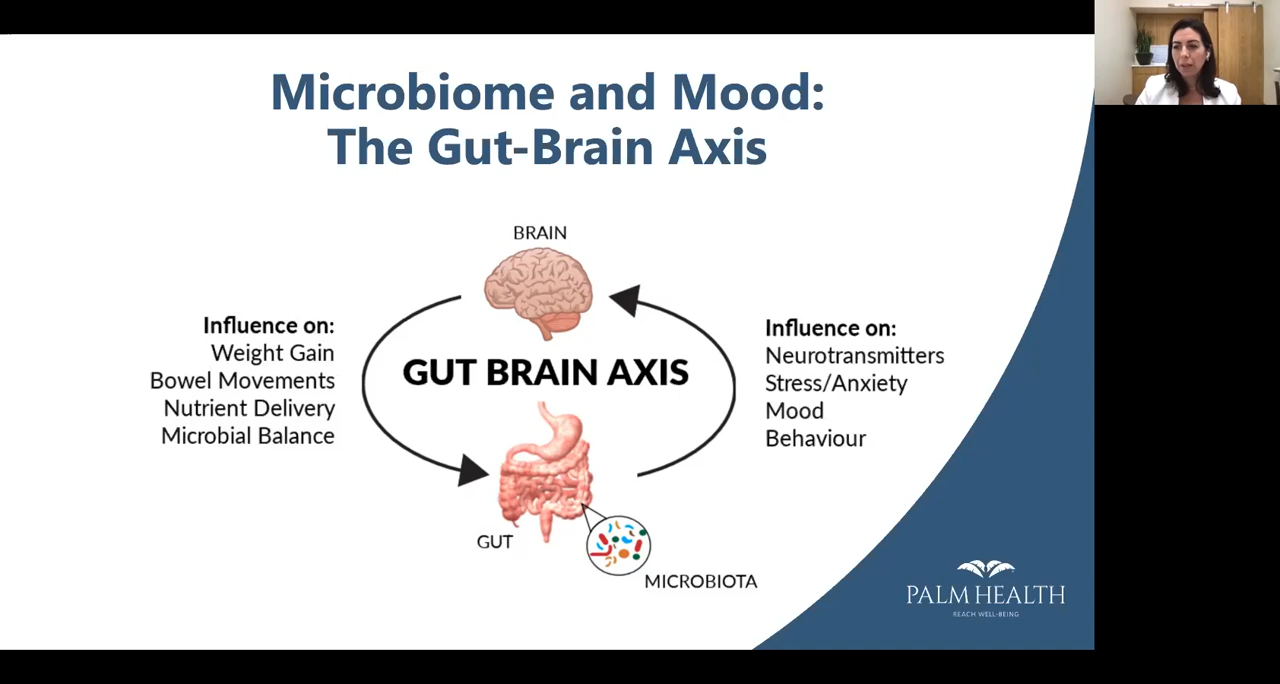 Microbiome and Mood:
The Gut-Brain Axis
BRAIN
Influence on:
Weight Gain
Bowel Movements
Nutrient Delivery
Microbial Balance
GUT BRAIN AXIS
Influence on:
Neurotransmitters
Stress/Anxiety
Mood
Behaviour
GUT
MICROBIOTA
PALM HEALTH
REACH WELL-BEING